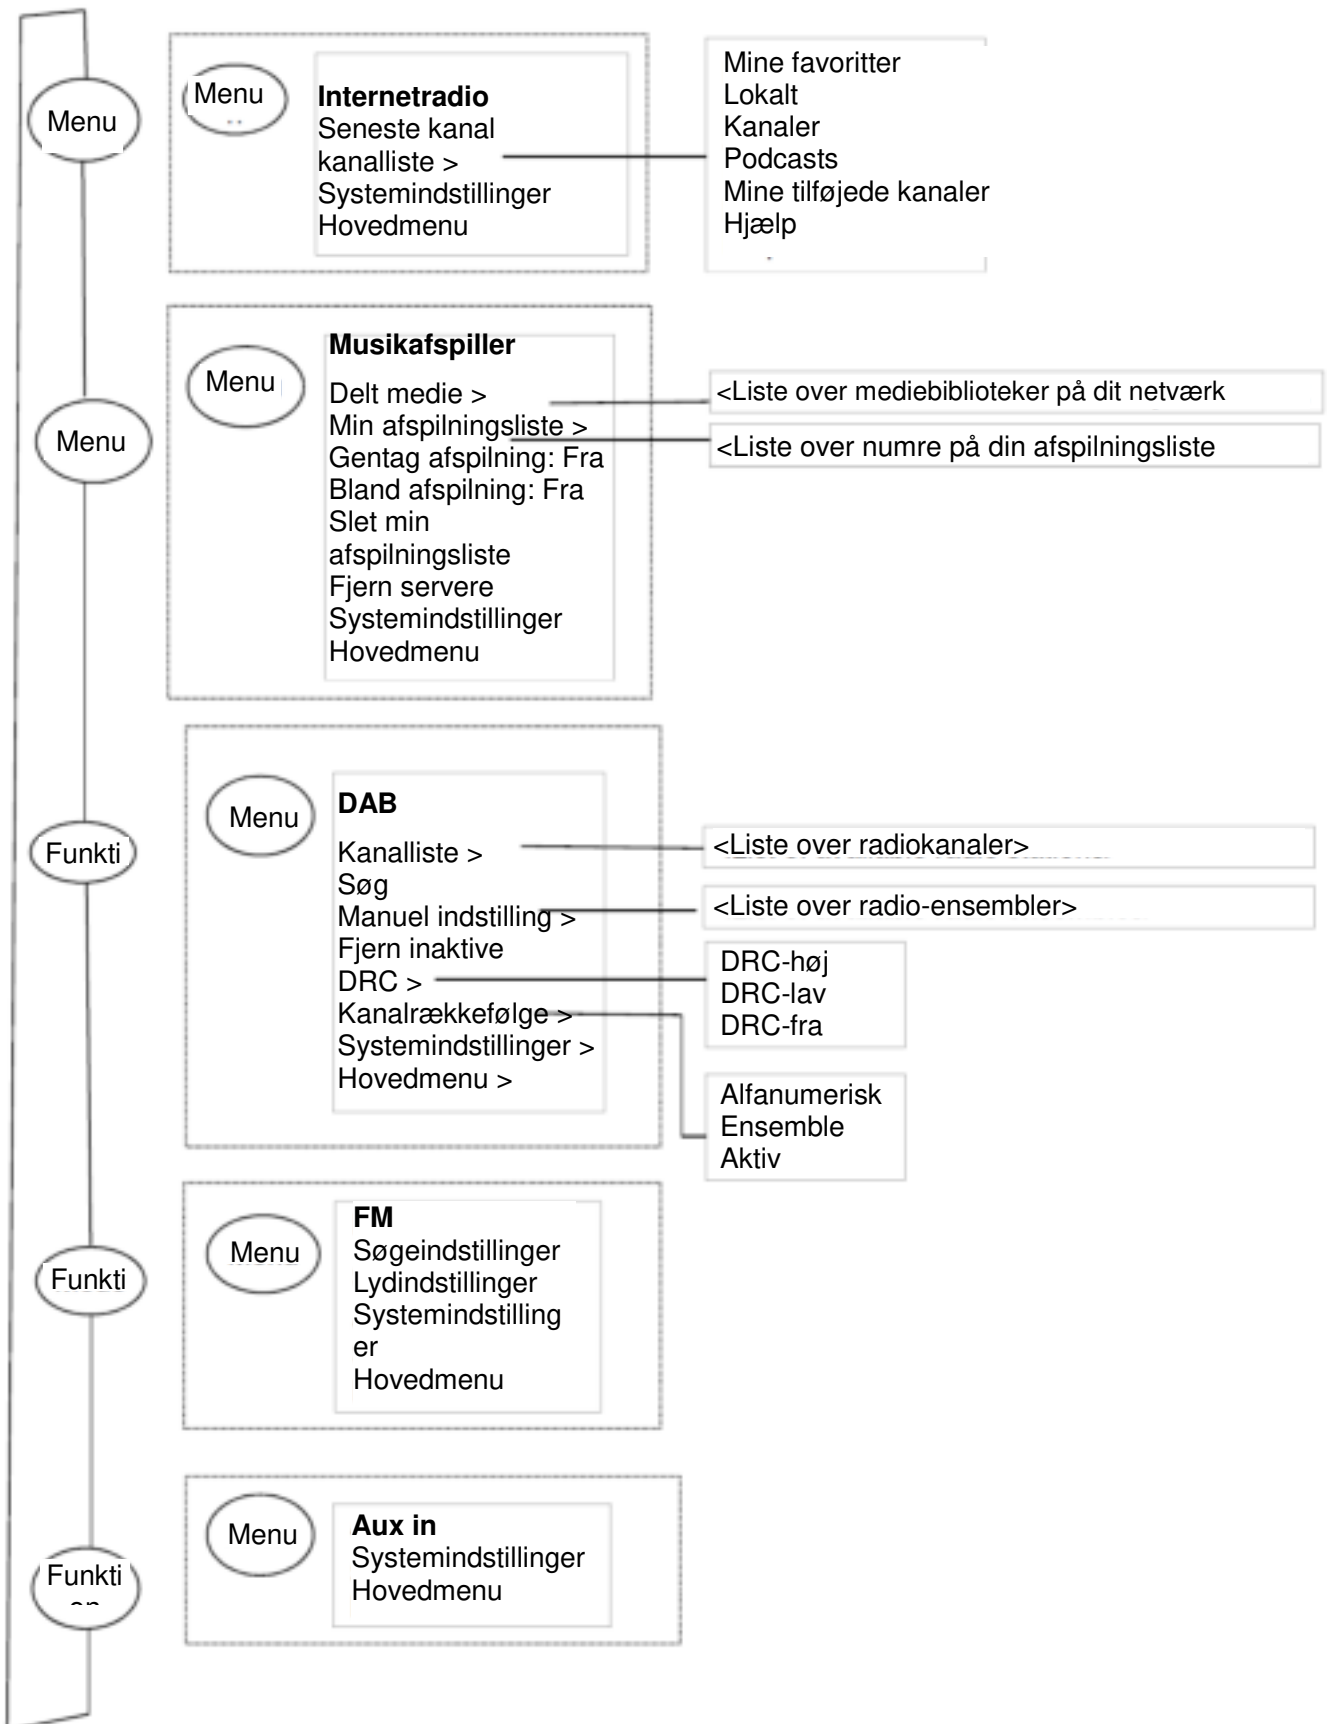 Menu
Menu
Internetradio
Seneste kanal
kanalliste >
Systemindstillinger
Hovedmenu
Mine favoritter
Lokalt
Kanaler
Podcasts
Mine tilføjede kanaler
Hjælp
Menu
Menu
Musikafspiller
Delt medie >
Min afspilningsliste >
Gentag afspilning: Fra
Bland afspilning: Fra
Slet min
afspilningsliste
Fjern servere
Systemindstillinger
Hovedmenu
<Liste over mediebiblioteker på dit netværk
<Liste over numre på din afspilningsliste
Funkti
Menu
DAB
Kanalliste >
Søg
Manuel indstilling >
Fjern inaktive
DRC >
Kanalrækkefølge >
Systemindstillinger >
Hovedmenu >
<Liste over radiokanaler>
<Liste over radio-ensembler>
DRC-høj
DRC-lav
DRC-fra
Alfanumerisk
Ensemble
Aktiv
Funkti
Menu
FM
Søgeindstillinger
Lydindstillinger
Systemindstilling
er
Hovedmenu
Funkti
Menu
Aux in
Systemindstillinger
Hovedmenu